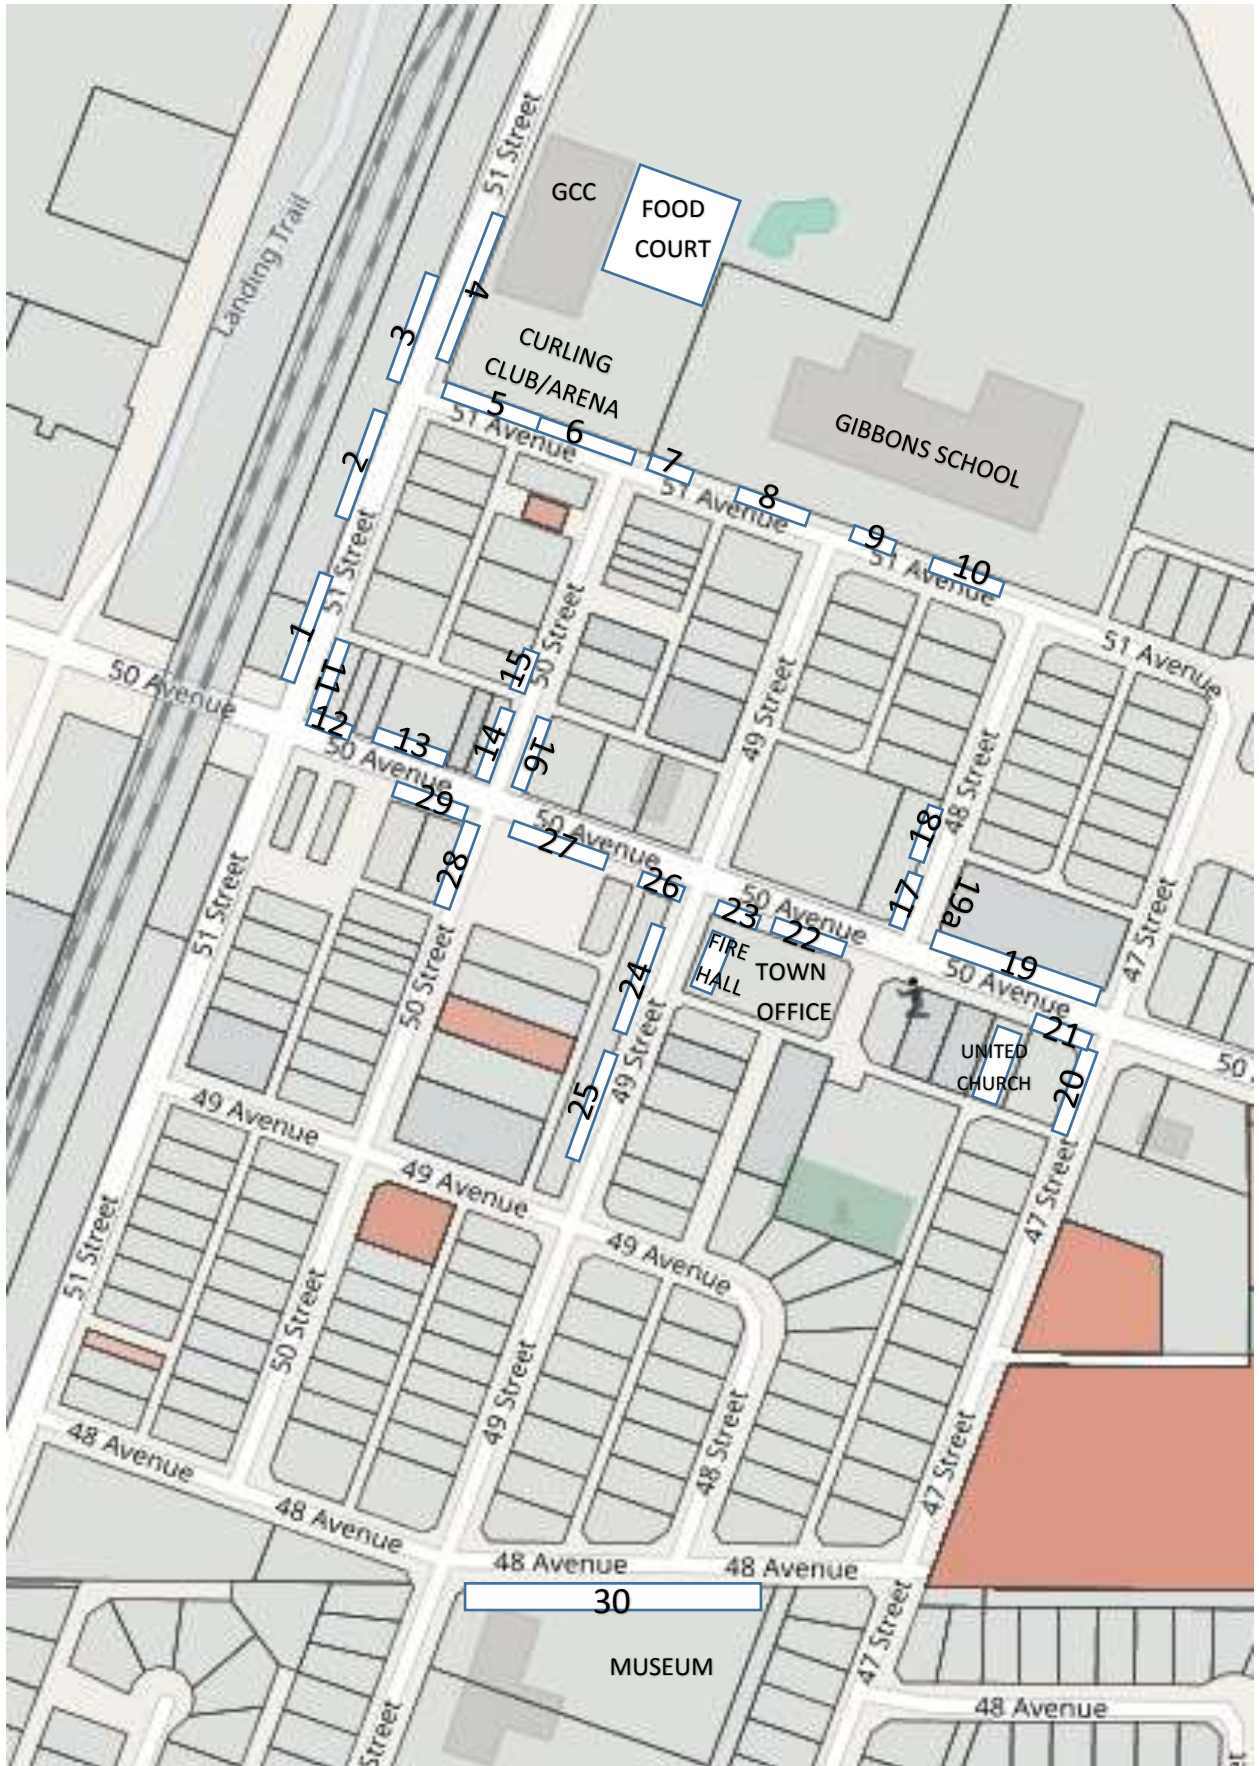 51 Street
GCC
FOOD
COURT
Landing Trail
4
3
CURLING
CLUB/ARENA
5
6
51 Avenue
7
GIBBONS SCHOOL
2
8
51 Avenue
9
51 Avenue
10
51 Street
1
11
50 Street
15
51 Avenue
50 Avenue
12
13
14
16
49 Street
50 Avenue
29
48 Street
18
50 Avenue
27
28
26
50 Avenue
17
19a
23
22
19
47 Street
51 Street
50 Street
24
FIRE
HALL
TOWN
OFFICE
50 Avenue
21
UNITED
CHURCH
20
50
49 Street
25
49 Avenue
49 Avenue
47 Street
49 Avenue
51 Street
50 Street
49 Street
48 Street
47 Street
48 Avenue
48 Avenue
48 Avenue
48 Avenue
30
47 Street
MUSEUM
48 Avenue
Street